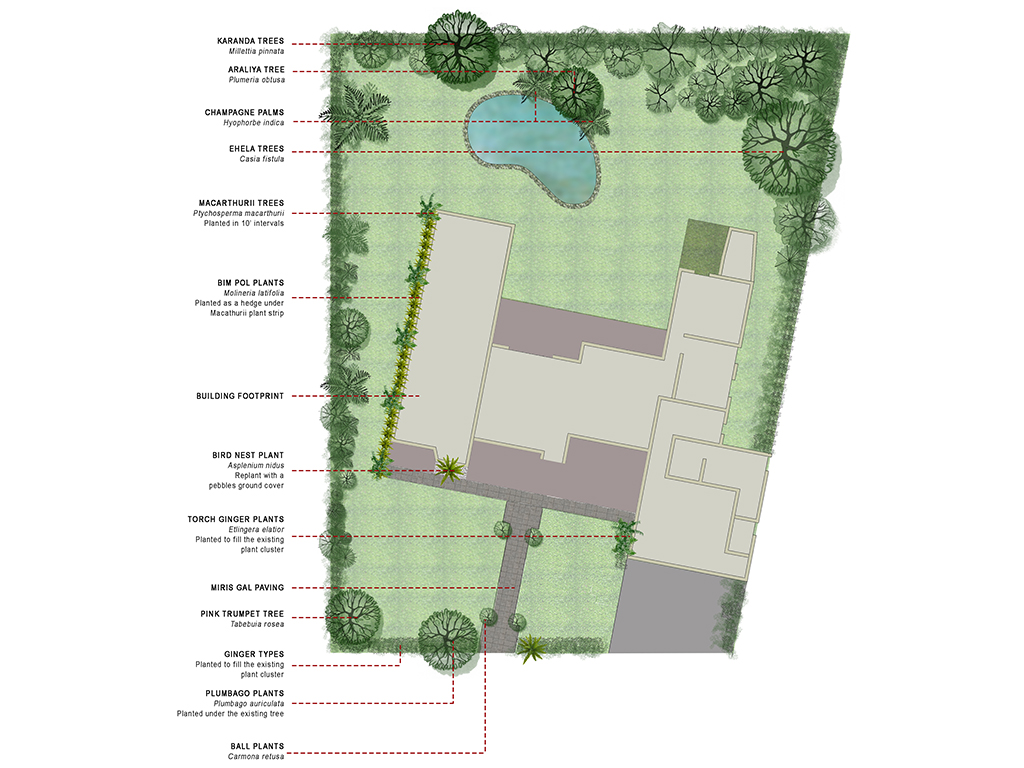 KARANDA TREES
Millettia pinnata
ARALIYA TREE
Plumeria obtusa
CHAMPAGNE PALMS
Hyophorbe indica
EHELA TREES
Casia fistula
MACARTHURII TREES
Ptychosperma macarthurii
Planted in 10' intervals
BIM POL PLANTS
Molineria latifolia
Planted as a hedge under
Macathurii plant strip
BUILDING FOOTPRINT
BIRD NEST PLANT
Asplenium nidus
Replant with a
pebbles ground cover
TORCH GINGER PLANTS
Etlingera elatior
Planted to fill the existing
plant cluster
MIRIS GAL PAVING
PINK TRUMPET TREE
Tabebuia rosea
GINGER TYPES
Planted to fill the existing
plant cluster
PLUMBAGO PLANTS
Plumbago auriculata
Planted under the existing tree
BALL PLANTS
Carmona retusa